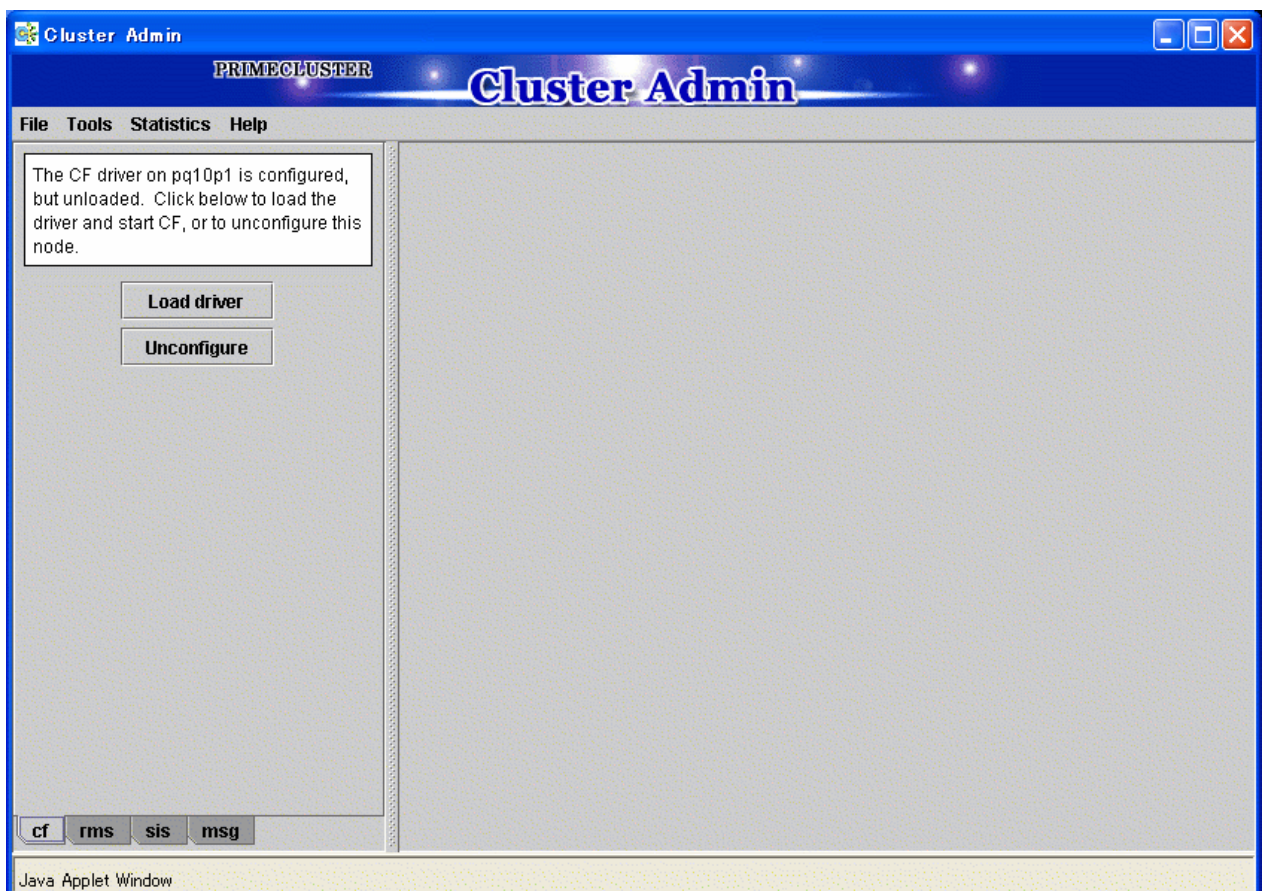 Cluster Admin
PRIMECLUSTER
Cluster Admin
File Tools Statistics Help
The CF driver on pq10p1 is configured,
but unloaded. Click below to load the
driver and start CF, or to unconfigure this
node.
Load driver
Unconfigure
cf rms sis msg
Java Applet Window